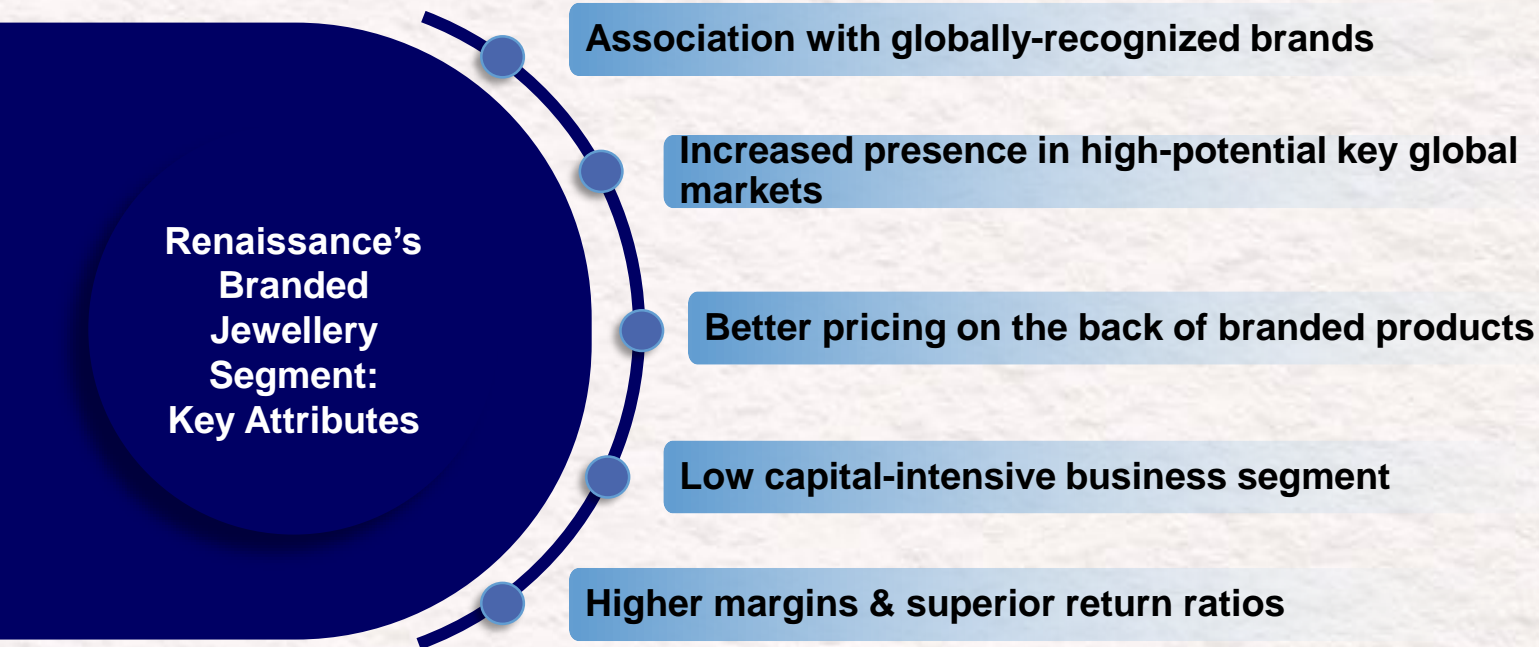 Renaissance’s
Branded
Jewellery
Segment:
Key Attributes
Association with globally-recognized brands
Increased presence in high-potential key global
markets
Better pricing on the back of branded products
Low capital-intensive business segment
Higher margins & superior return ratios